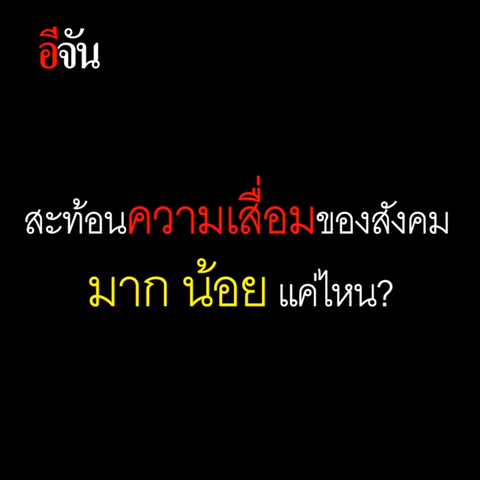 อีจัน
สะท้อนความเสื่อมของสังคม
มาก น้อย แค่ไหน?